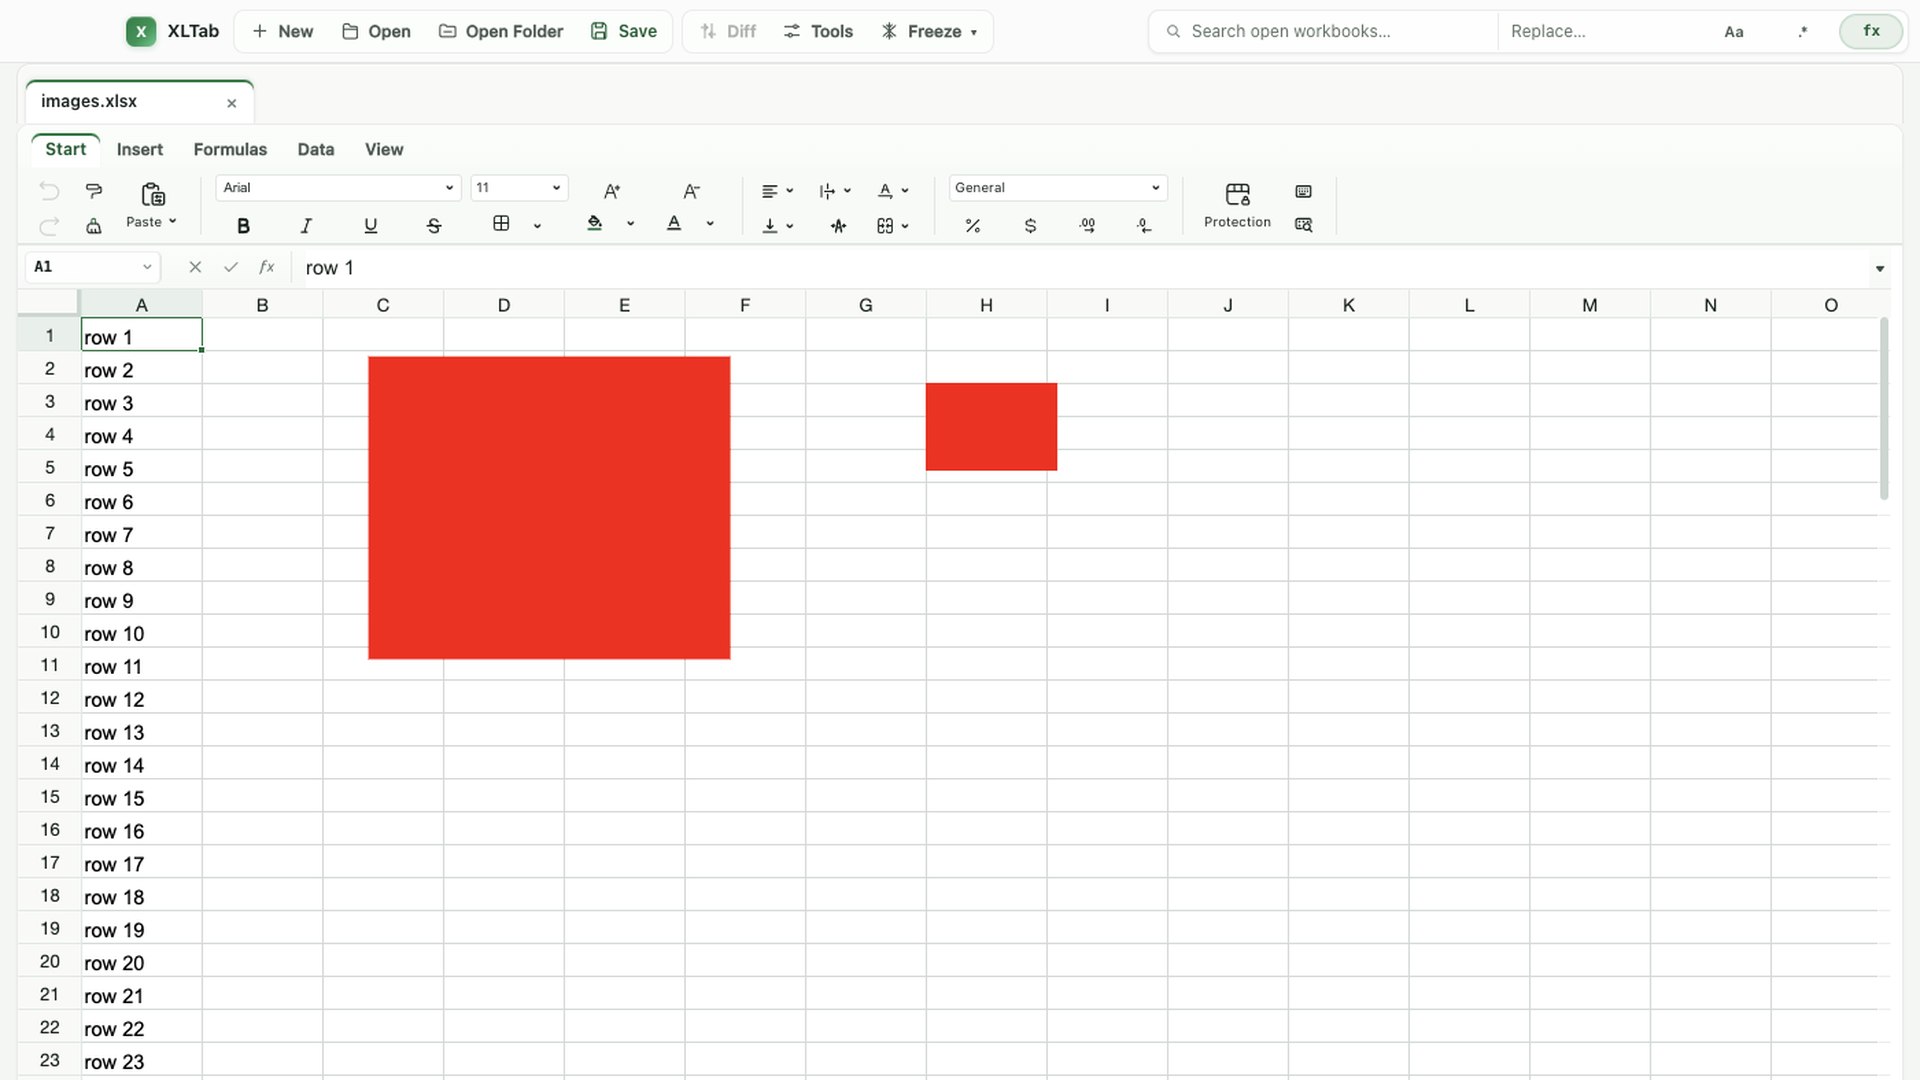 X XLTab New Open Open Folder Save Diff Tools Freeze Search open workbooks... Replace... Aa .* fx
images.xlsx
Start Insert Formulas Data View
Arial 11 General
Paste Protection
A1 fx row 1
A B C D E F G H I J K L M N O
1 row 1
2 row 2
3 row 3
4 row 4
5 row 5
6 row 6
7 row 7
8 row 8
9 row 9
10 row 10
11 row 11
12 row 12
13 row 13
14 row 14
15 row 15
16 row 16
17 row 17
18 row 18
19 row 19
20 row 20
21 row 21
22 row 22
23 row 23